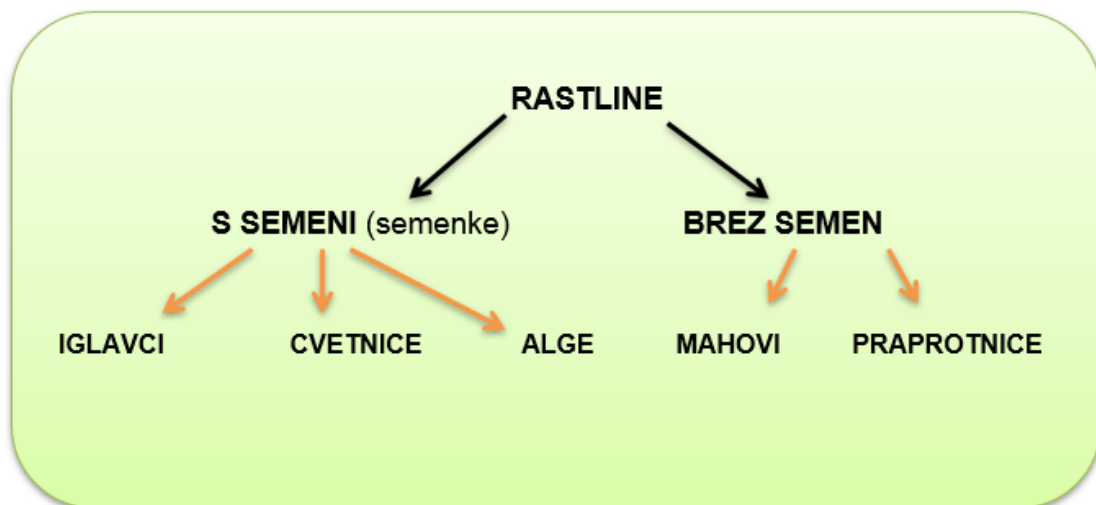 RASTLINE
S SEMENI (semenke) BREZ SEMEN
IGLAVCI CVETNICE ALGE MAHOVI PRAPROTNICE